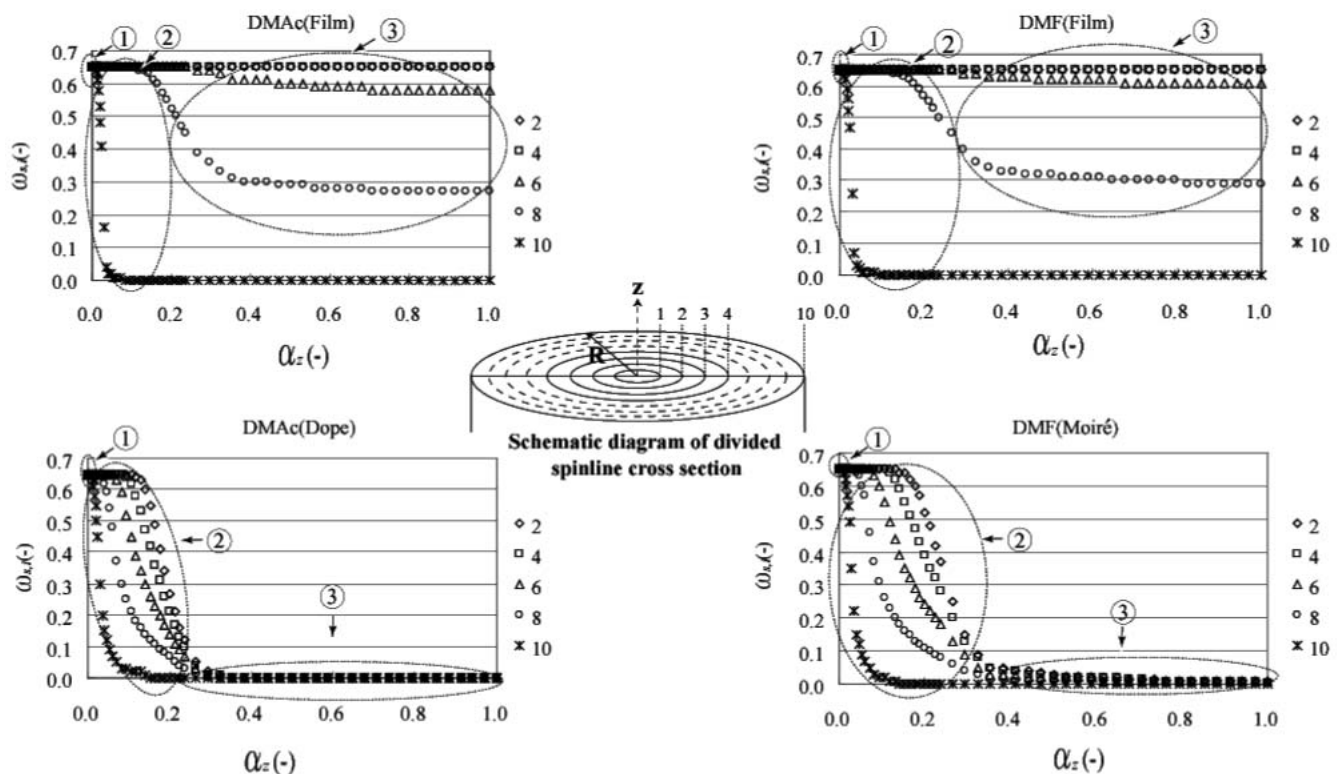 DMAc(Film)
① ② ③
0.7
0.6
0.5
0.4
0.3
0.2
0.1
0.0
ω_{s,i}(-)
0.0 0.2 0.4 0.6 0.8 1.0
α_z (-)
2
4
6
8
10
DMF(Film)
① ② ③
0.7
0.6
0.5
0.4
0.3
0.2
0.1
0.0
ω_{s,i}(-)
0.0 0.2 0.4 0.6 0.8 1.0
α_z (-)
2
4
6
8
10
z
1 2 3 4 10
R
Schematic diagram of divided
spinline cross section
DMAc(Dope)
① ② ③
0.7
0.6
0.5
0.4
0.3
0.2
0.1
0.0
ω_{s,i}(-)
0.0 0.2 0.4 0.6 0.8 1.0
α_z (-)
2
4
6
8
10
DMF(Moiré)
① ② ③
0.7
0.6
0.5
0.4
0.3
0.2
0.1
0.0
ω_{s,i}(-)
0.0 0.2 0.4 0.6 0.8 1.0
α_z (-)
2
4
6
8
10